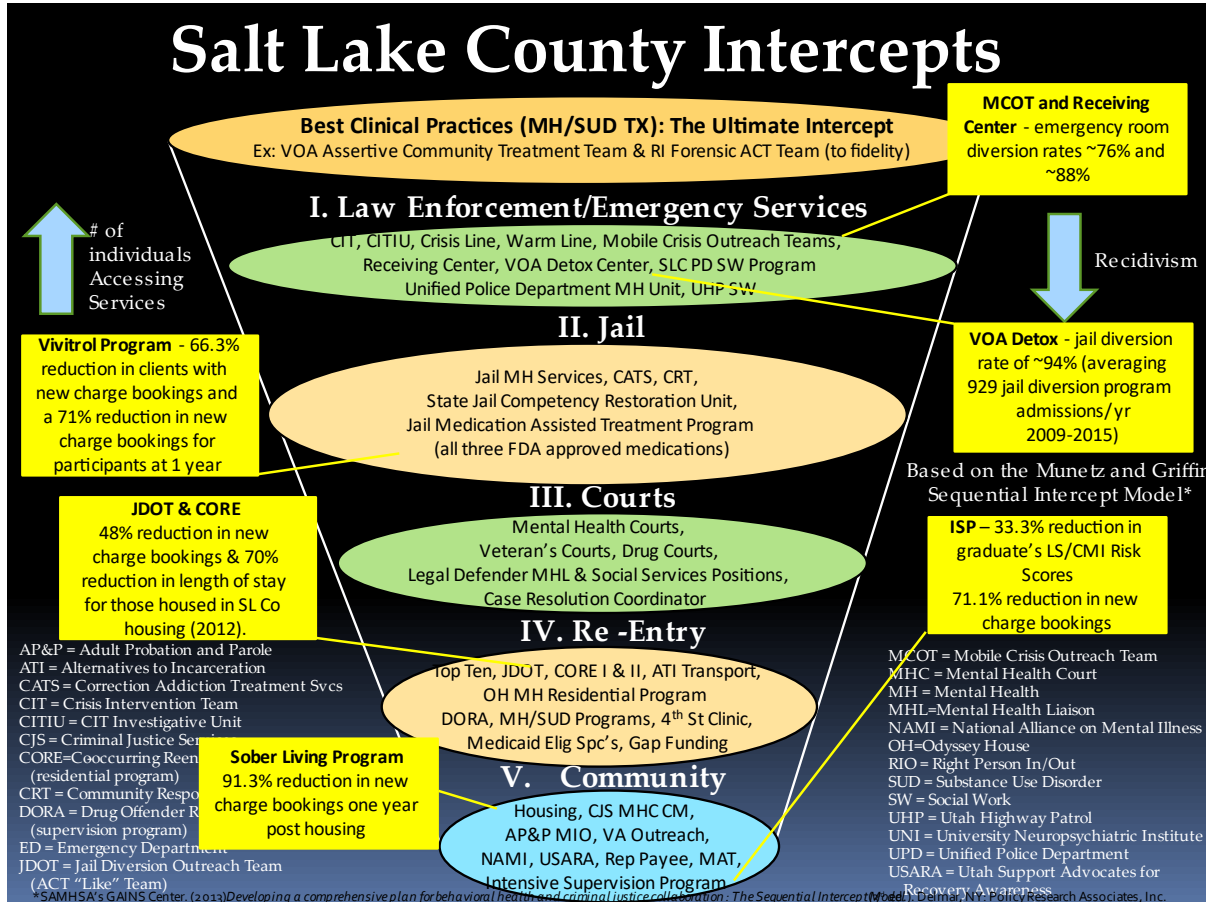 Salt Lake County Intercepts
Best Clinical Practices (MH/SUD TX): The Ultimate Intercept
Ex: VOA Assertive Community Treatment Team & RI Forensic ACT Team (to fidelity)
MCOT and Receiving
Center - emergency room
diversion rates ~76% and
~88%
I. Law Enforcement/Emergency Services
CIT, CITIU, Crisis Line, Warm Line, Mobile Crisis Outreach Teams,
Receiving Center, VOA Detox Center, SLC PD SW Program
Unified Police Department MH Unit, UHP SW
# of
individuals
Accessing
Services
Recidivism
II. Jail
Jail MH Services, CATS, CRT,
State Jail Competency Restoration Unit,
Jail Medication Assisted Treatment Program
(all three FDA approved medications)
Vivitrol Program - 66.3%
reduction in clients with
new charge bookings and
a 71% reduction in new
charge bookings for
participants at 1 year
VOA Detox - jail diversion
rate of ~94% (averaging
929 jail diversion program
admissions/yr
2009-2015)
Based on the Munetz and Griffin
Sequential Intercept Model*
III. Courts
Mental Health Courts,
Veteran's Courts, Drug Courts,
Legal Defender MHL & Social Services Positions,
Case Resolution Coordinator
JDOT & CORE
48% reduction in new
charge bookings & 70%
reduction in length of stay
for those housed in SL Co
housing (2012).
ISP – 33.3% reduction in
graduate's LS/CMI Risk
Scores
71.1% reduction in new
charge bookings
IV. Re -Entry
Top Ten, JDOT, CORE I & II, ATI Transport,
OH MH Residential Program
DORA, MH/SUD Programs, 4th St Clinic,
Medicaid Elig Spc's, Gap Funding
V. Community
Housing, CJS MHC CM,
AP&P MIO, VA Outreach,
NAMI, USARA, Rep Payee, MAT,
Intensive Supervision Program
Sober Living Program
91.3% reduction in new
charge bookings one year
post housing
AP&P = Adult Probation and Parole
ATI = Alternatives to Incarceration
CATS = Correction Addiction Treatment Svcs
CIT = Crisis Intervention Team
CITIU = CIT Investigative Unit
CJS = Criminal Justice Services
CORE=Cooccurring
(residential program)
CRT = Community
DORA = Drug Offender
(supervision program)
ED = Emergency Department
JDOT = Jail Diversion Outreach Team
(ACT "Like" Team)
MCOT = Mobile Crisis Outreach Team
MHC = Mental Health Court
MH = Mental Health
MHL=Mental Health Liaison
NAMI = National Alliance on Mental Illness
OH=Odyssey House
RIO = Right Person In/Out
SUD = Substance Use Disorder
SW = Social Work
UHP = Utah Highway Patrol
UNI = University Neuropsychiatric Institute
UPD = Unified Police Department
USARA = Utah Support Advocates for
Recovery Awareness
*SAMHSA's GAINS Center. (2013) Developing a comprehensive plan for behavioral health and criminal justice collaboration : The Sequential Intercept Model Delmar, NY: Policy Research Associates, Inc.